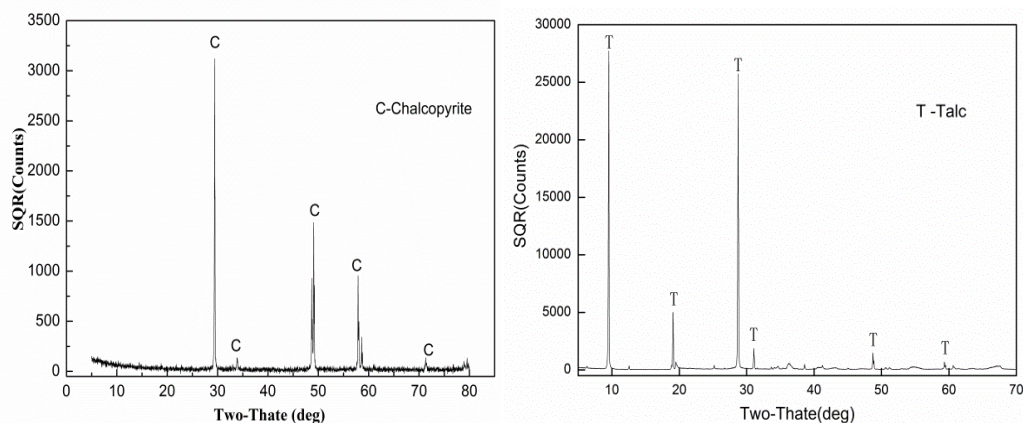 3500
3000
2500
2000
1500
1000
500
0
SQR(Counts)
C
C
C
C
C
C-Chalcopyrite
0 10 20 30 40 50 60 70 80
Two-Thate (deg)
30000
25000
20000
15000
10000
5000
0
SQR(Counts)
T
T
T
T
T
T
T -Talc
10 20 30 40 50 60 70
Two-Thate(deg)